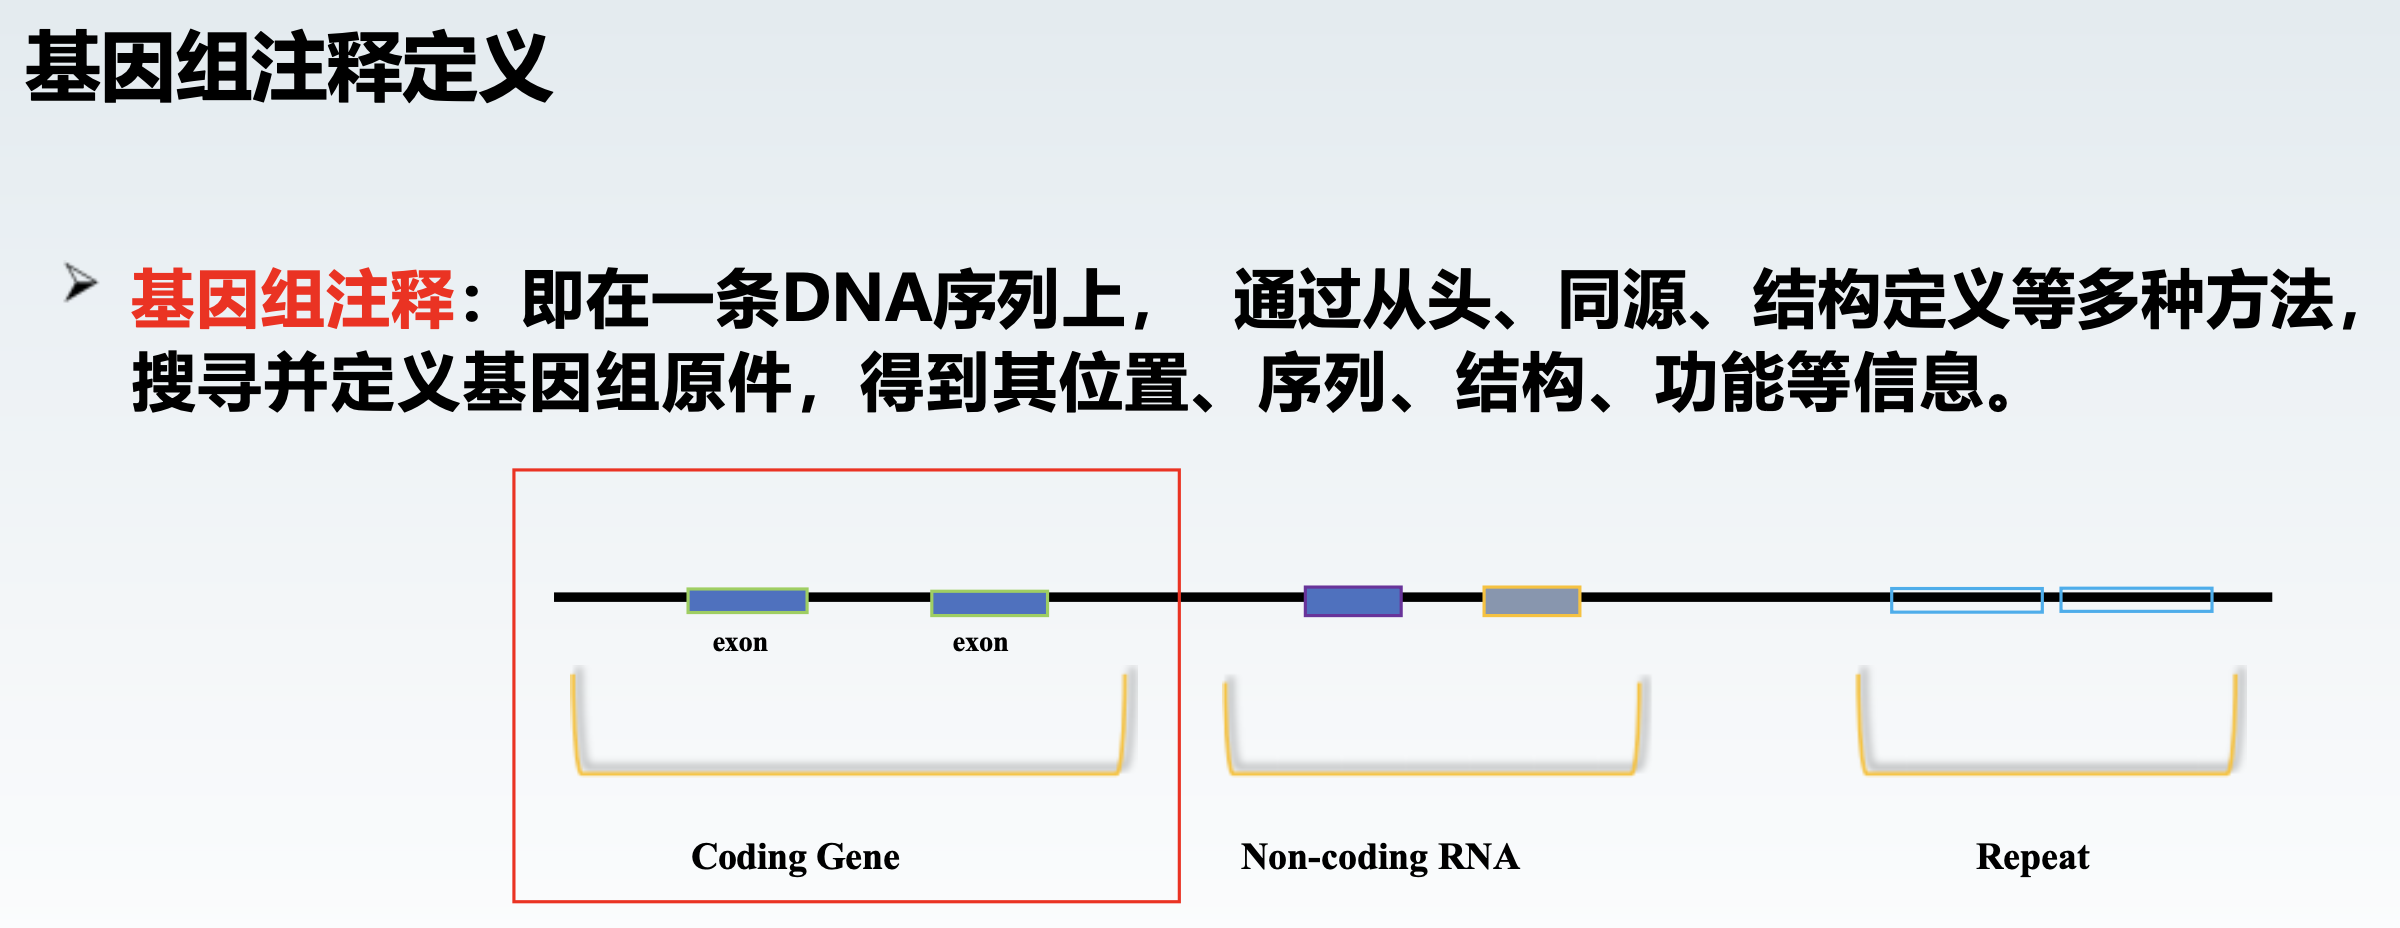 基因组注释定义
基因组注释：即在一条DNA序列上， 通过从头、同源、结构定义等多种方法，
搜寻并定义基因组原件，得到其位置、序列、结构、功能等信息。
exon exon
Coding Gene Non-coding RNA Repeat